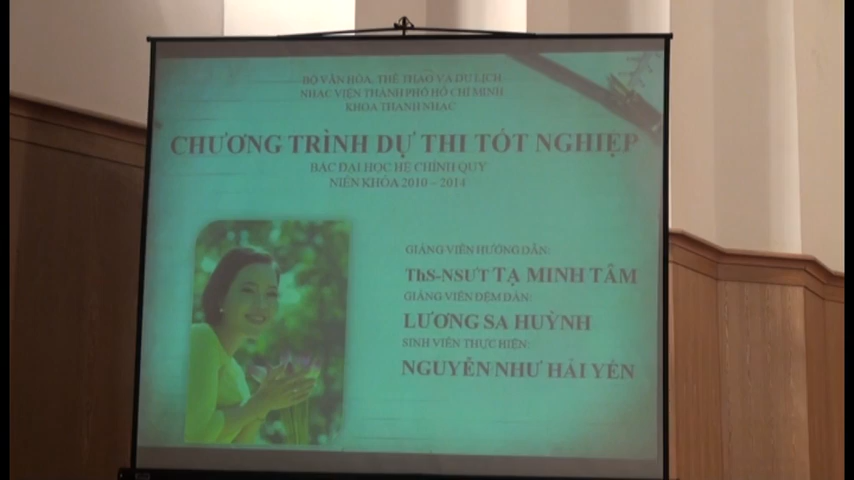 BỘ VĂN HÓA, THỂ THAO VÀ DU LỊCH
NHẠC VIỆN THÀNH PHỐ HỒ CHÍ MINH
KHOA THANH NHẠC
CHƯƠNG TRÌNH DỰ THI TỐT NGHIỆP
BẬC ĐẠI HỌC HỆ CHÍNH QUY
NIÊN KHÓA 2010 – 2014
GIẢNG VIÊN HƯỚNG DẪN:
ThS-NSƯT TẠ MINH TÂM
GIẢNG VIÊN ĐỆM ĐÀN:
LƯƠNG SA HUỲNH
SINH VIÊN THỰC HIỆN:
NGUYỄN NHƯ HẢI YẾN